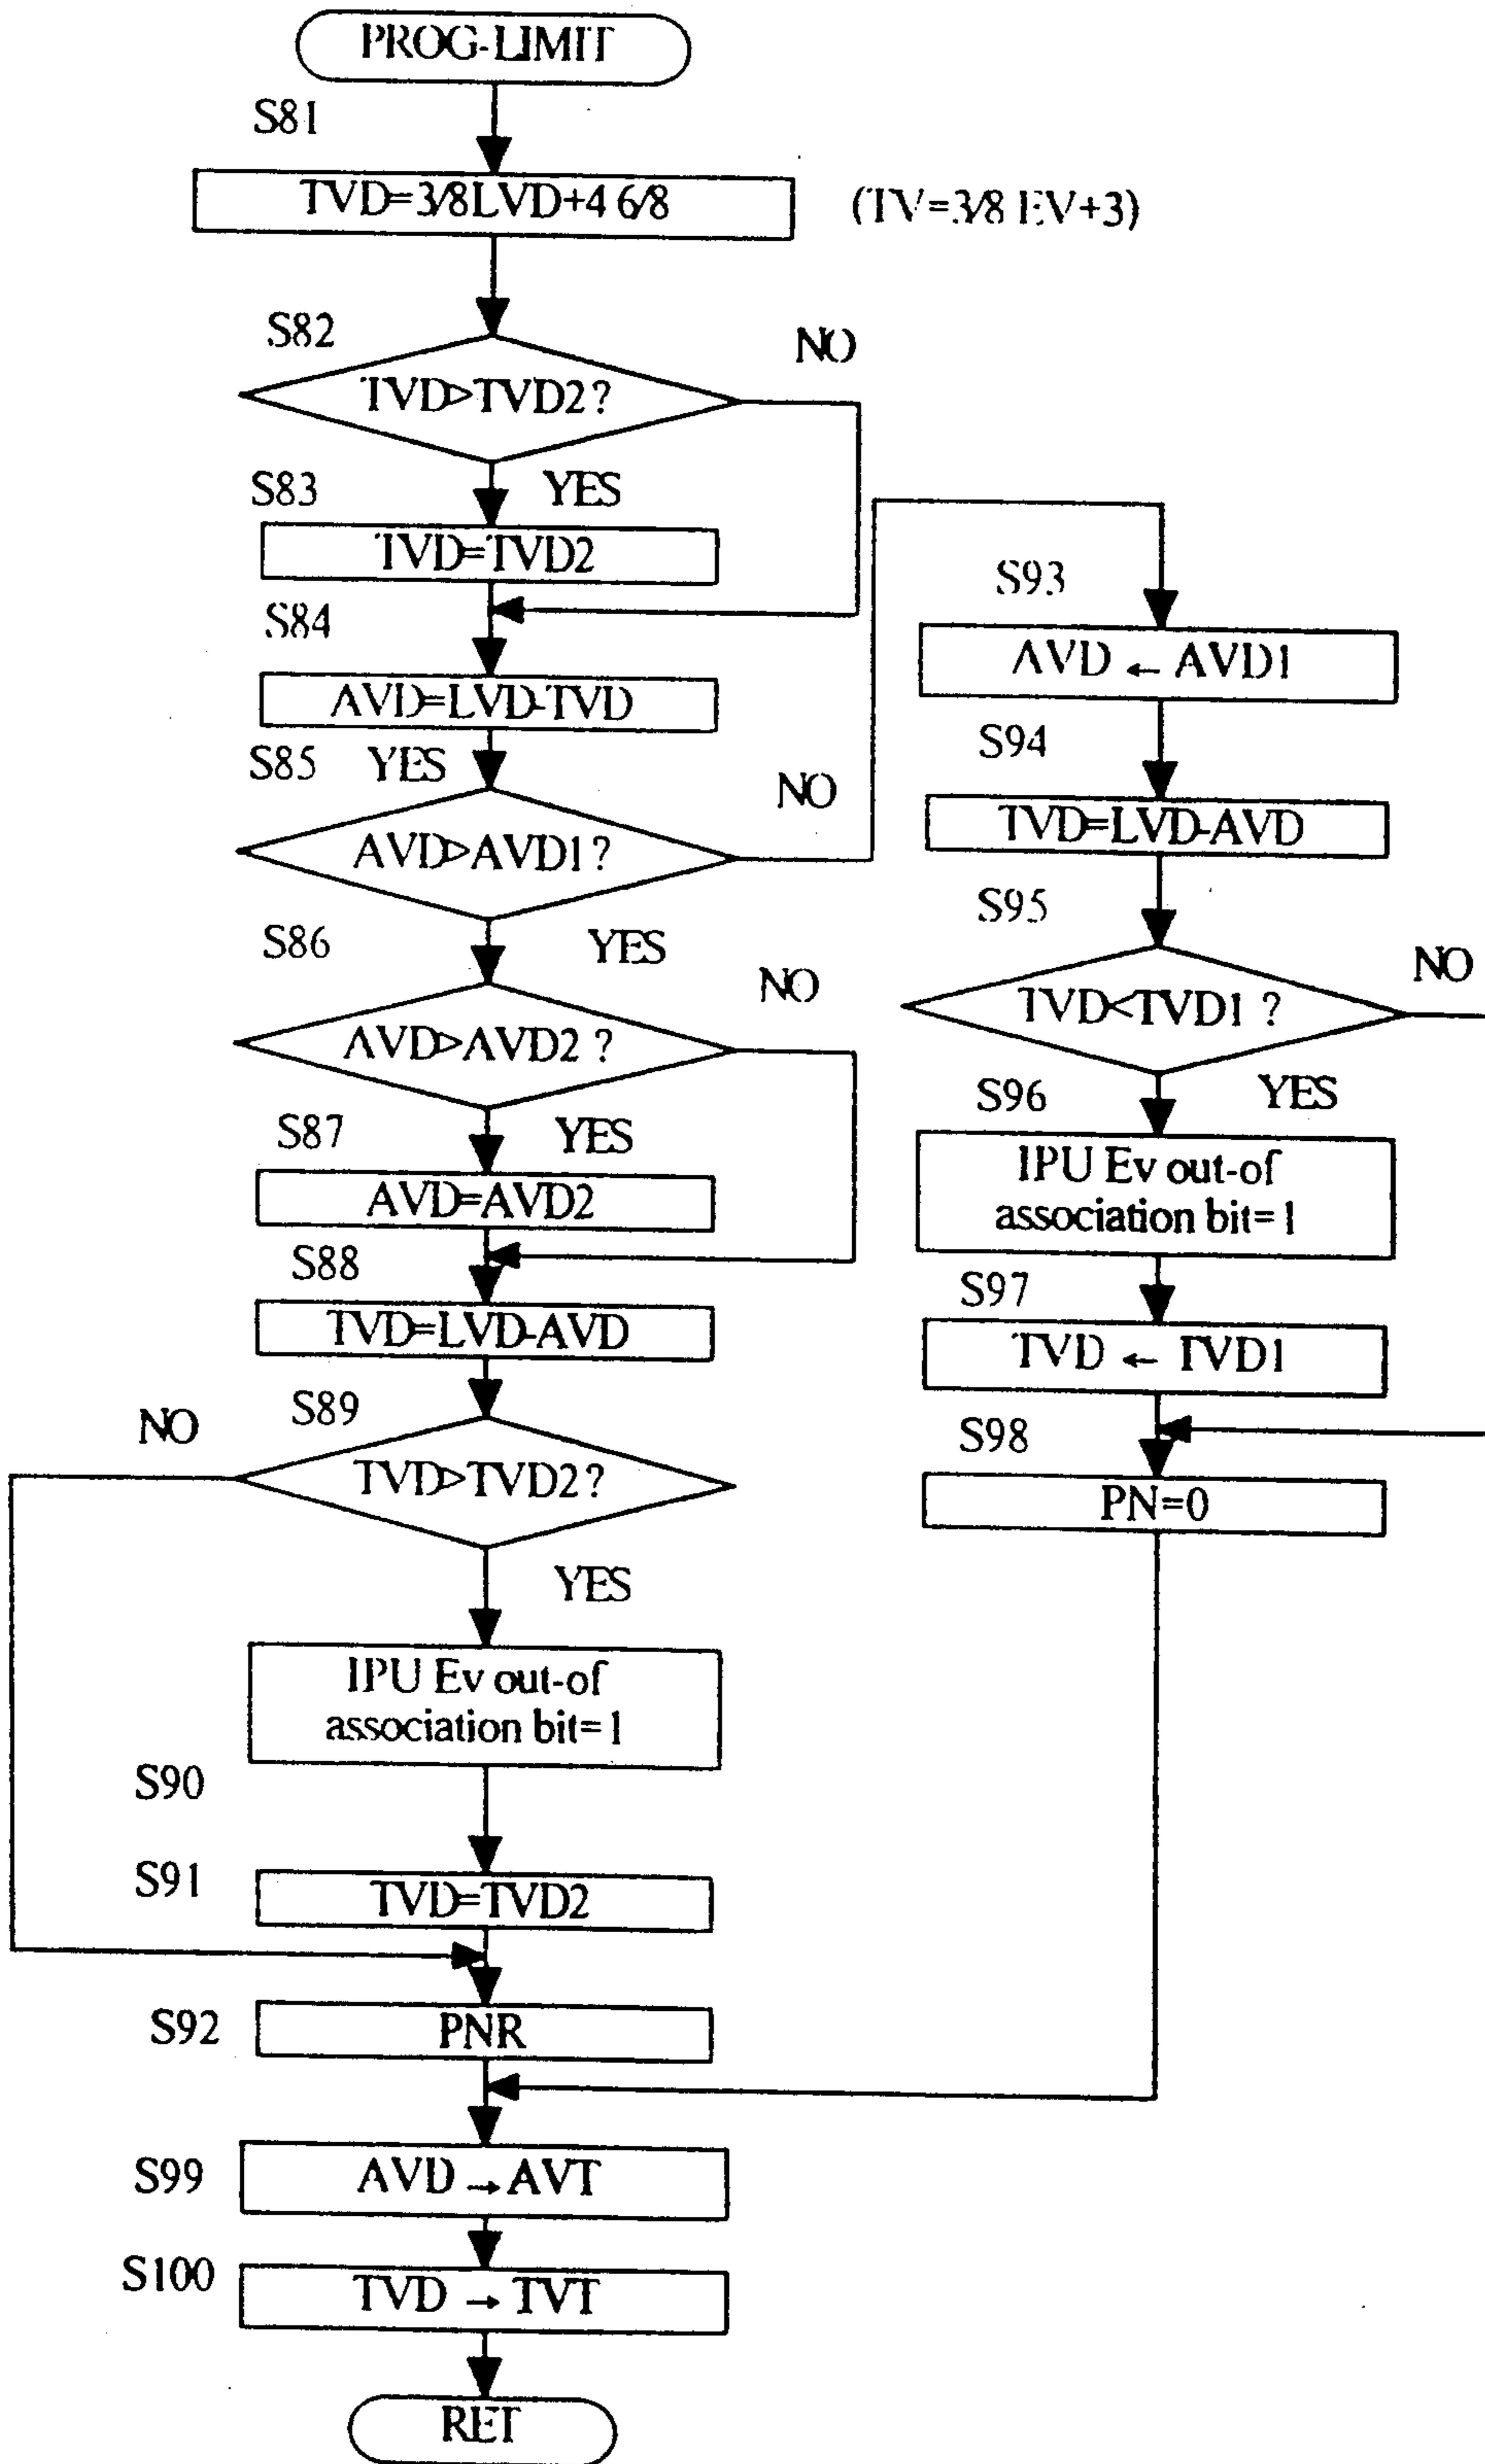 PROG-LIMIT
S81
TVD=3/8LVD+4 6/8
(TV=3/8 EV+3)
S82
NO
TVD>TVD2?
S83
YES
TVD=TVD2
S84
AVD=LVD-TVD
S85
YES
NO
AVD>AVD1?
S86
YES
NO
AVD>AVD2 ?
S87
YES
AVD=AVD2
S88
TVD=LVD-AVD
S89
NO
TVD>TVD2?
YES
IPU Ev out-of
association bit=1
S90
S91
TVD=TVD2
S92
PNR
S93
AVD ← AVD1
S94
TVD=LVD-AVD
S95
NO
TVD<TVD1 ?
S96
YES
IPU Ev out-of
association bit=1
S97
TVD ← TVD1
S98
PN=0
S99
AVD → AVT
S100
TVD → TVT
RET